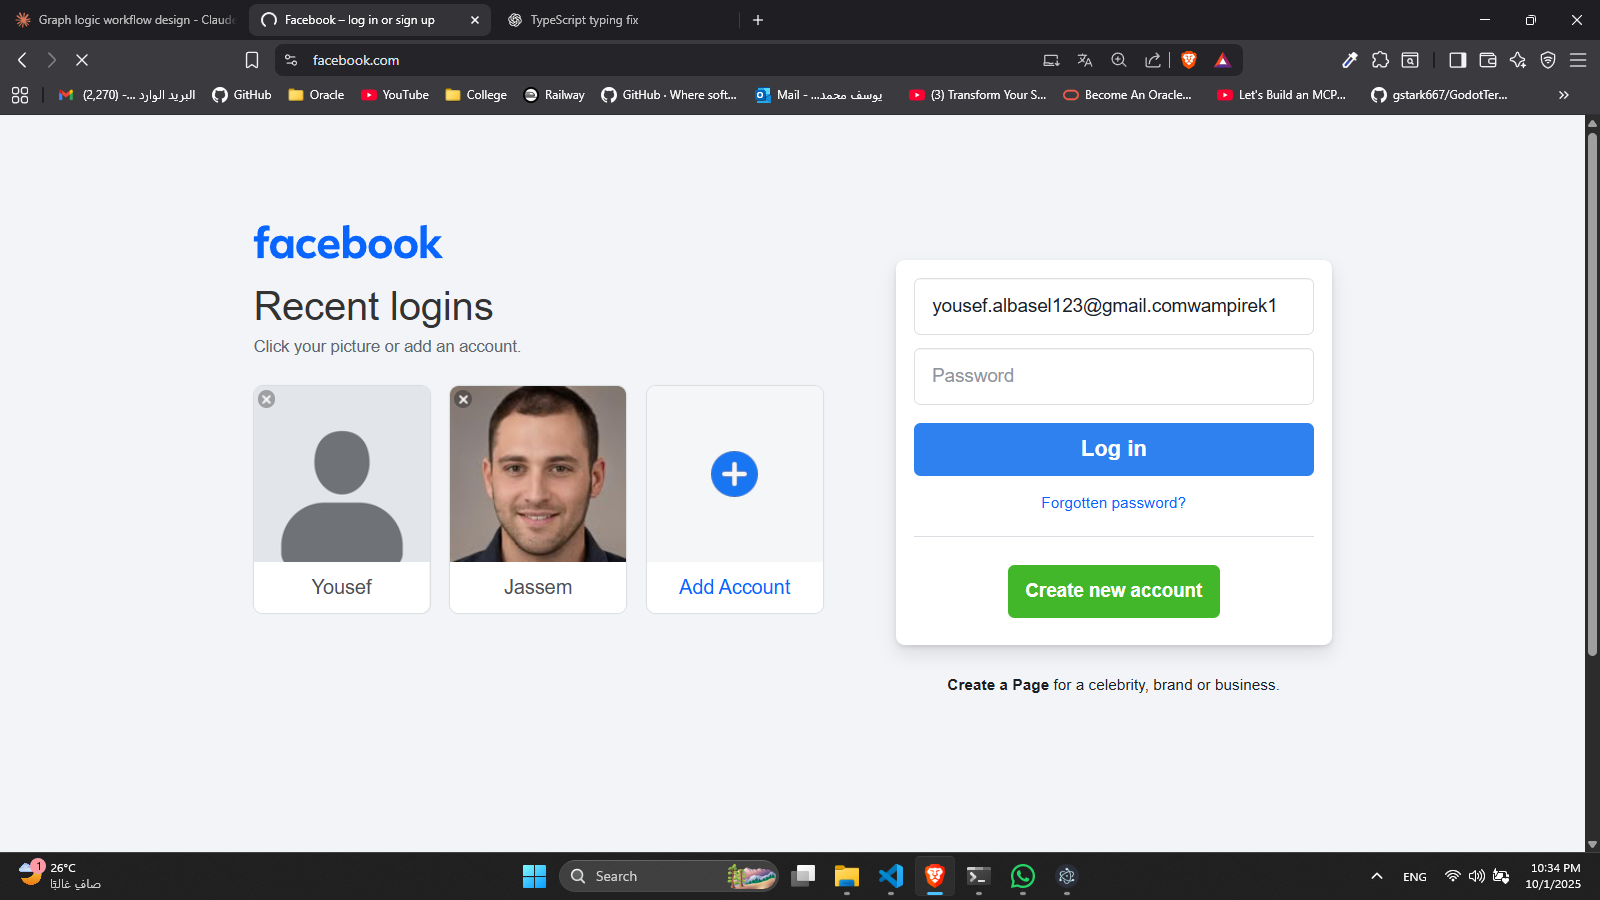 Graph logic workflow design - Claude
Facebook – log in or sign up
TypeScript typing fix
facebook.com
(2,270) البريد الوارد -...
GitHub
Oracle
YouTube
College
Railway
GitHub · Where soft...
Mail - يوسف محمد...
(3) Transform Your S...
Become An Oracle...
Let's Build an MCP...
gstark667/GodotTer...
facebook
Recent logins
Click your picture or add an account.
Yousef
Jassem
Add Account
yousef.albasel123@gmail.comwampirek1
Password
Log in
Forgotten password?
Create new account
Create a Page for a celebrity, brand or business.
1
26°C
صافي غالبًا
Search
ENG
10:34 PM
10/1/2025